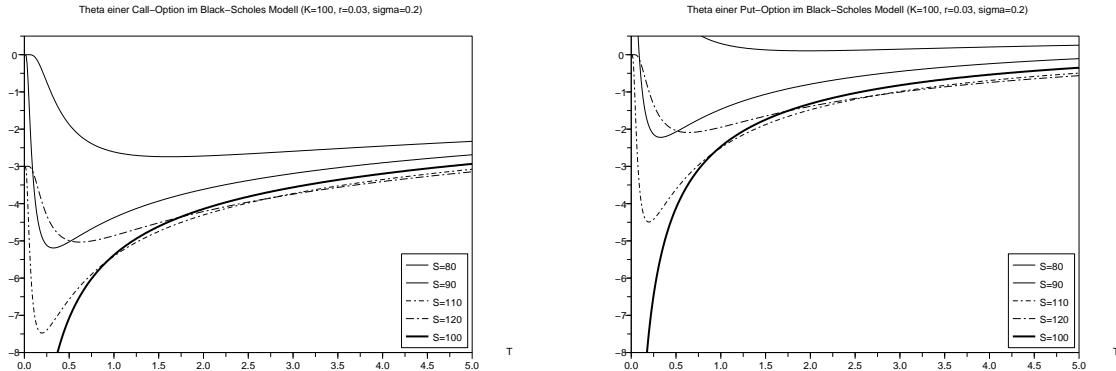 Theta einer Call−Option im Black−Scholes Modell (K=100, r=0.03, sigma=0.2)
0
−1
−2
−3
−4
−5
−6
−7
−8
0.0 0.5 1.0 1.5 2.0 2.5 3.0 3.5 4.0 4.5 5.0
T
S=80
S=90
S=110
S=120
S=100
Theta einer Put−Option im Black−Scholes Modell (K=100, r=0.03, sigma=0.2)
0
−1
−2
−3
−4
−5
−6
−7
−8
0.0 0.5 1.0 1.5 2.0 2.5 3.0 3.5 4.0 4.5 5.0
T
S=80
S=90
S=110
S=120
S=100